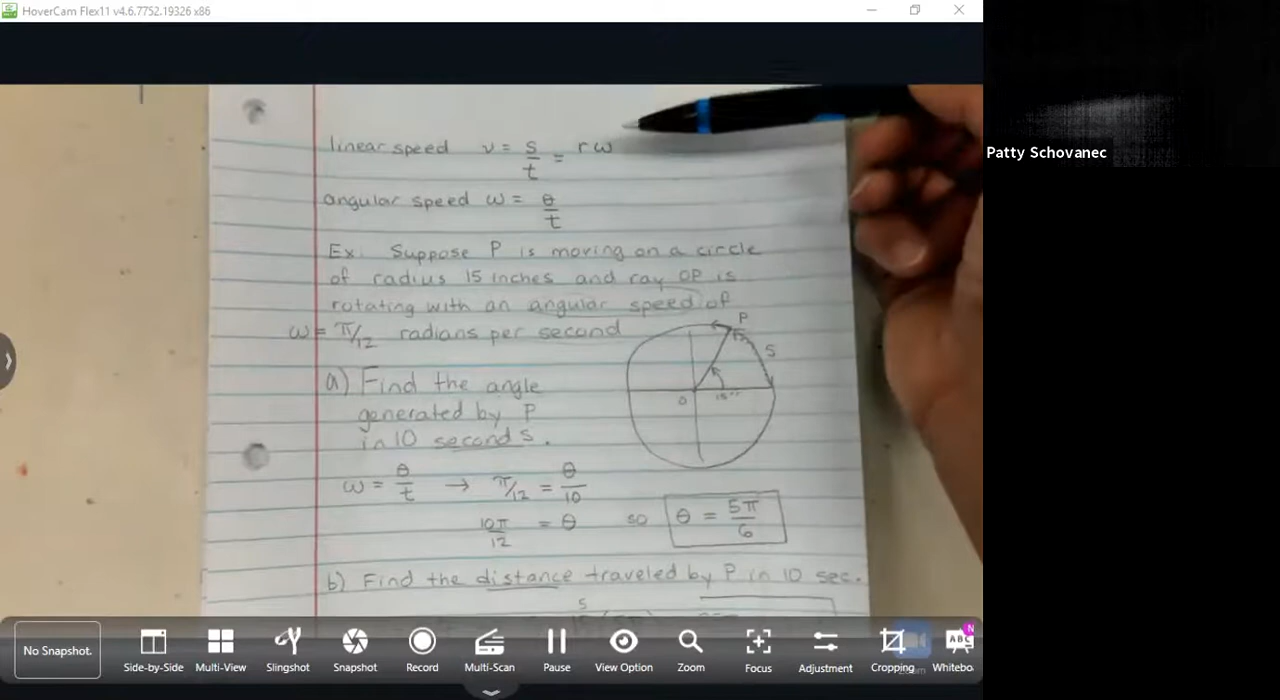 HoverCam Flex11 v4.6.7752.19326 x86
linear speed v = s/t = rω
angular speed ω = θ/t
Ex: Suppose P is moving on a circle
of radius 15 inches and ray OP is
rotating with an angular speed of
ω = π/12 radians per second
P
S
O 15"
a) Find the angle
generated by P
in 10 seconds.
ω = θ/t → π/12 = θ/10
10π/12 = θ so θ = 5π/6
b) Find the distance traveled by P in 10 sec.
5
Patty Schovanec
No Snapshot.
Side-by-Side Multi-View Slingshot Snapshot Record Multi-Scan Pause View Option Zoom Focus Adjustment Cropping Whiteboa
ABC
N